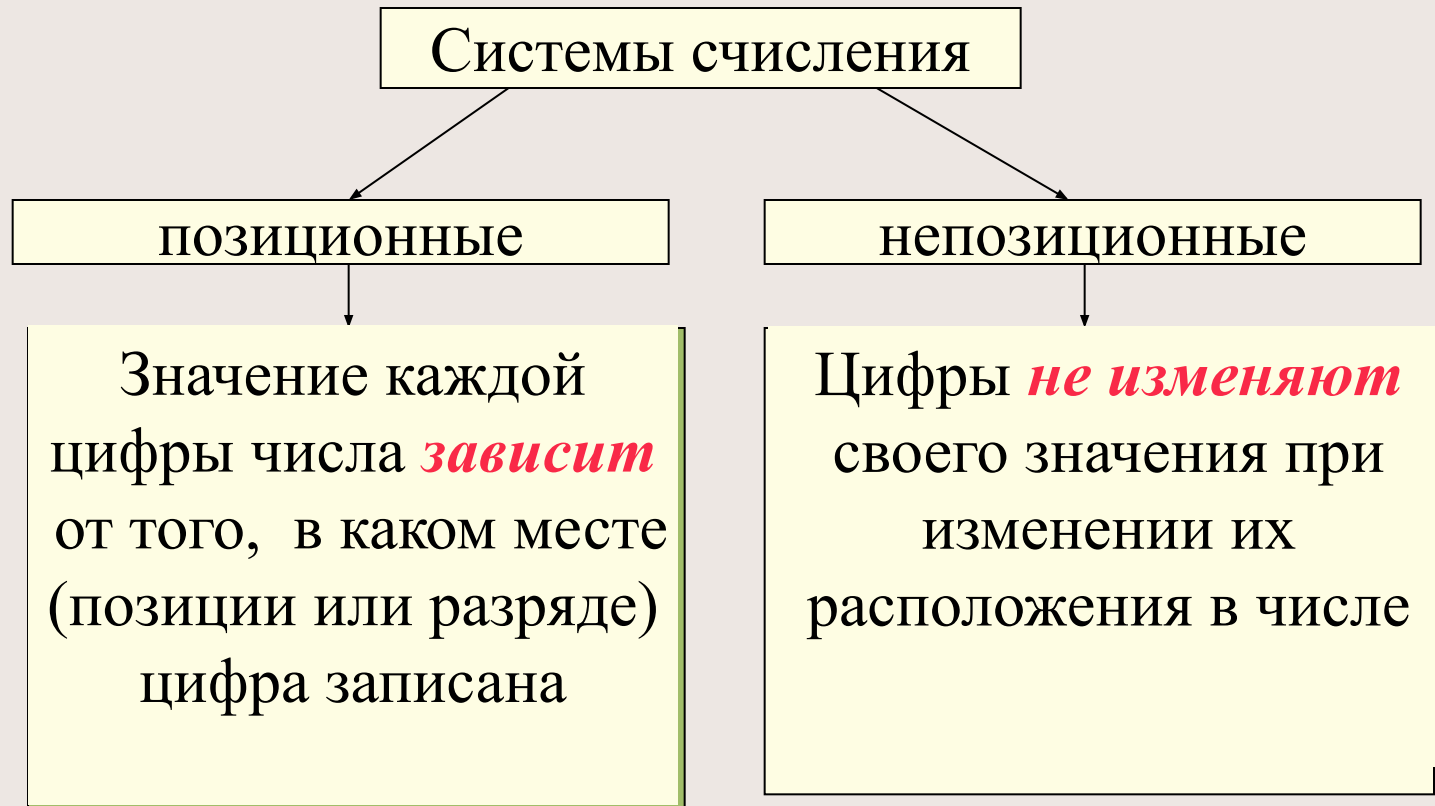 Системы счисления
позиционные
непозиционные
Значение каждой
цифры числа зависит
от того, в каком месте
(позиции или разряде)
цифра записана
Цифры не изменяют
своего значения при
изменении их
расположения в числе